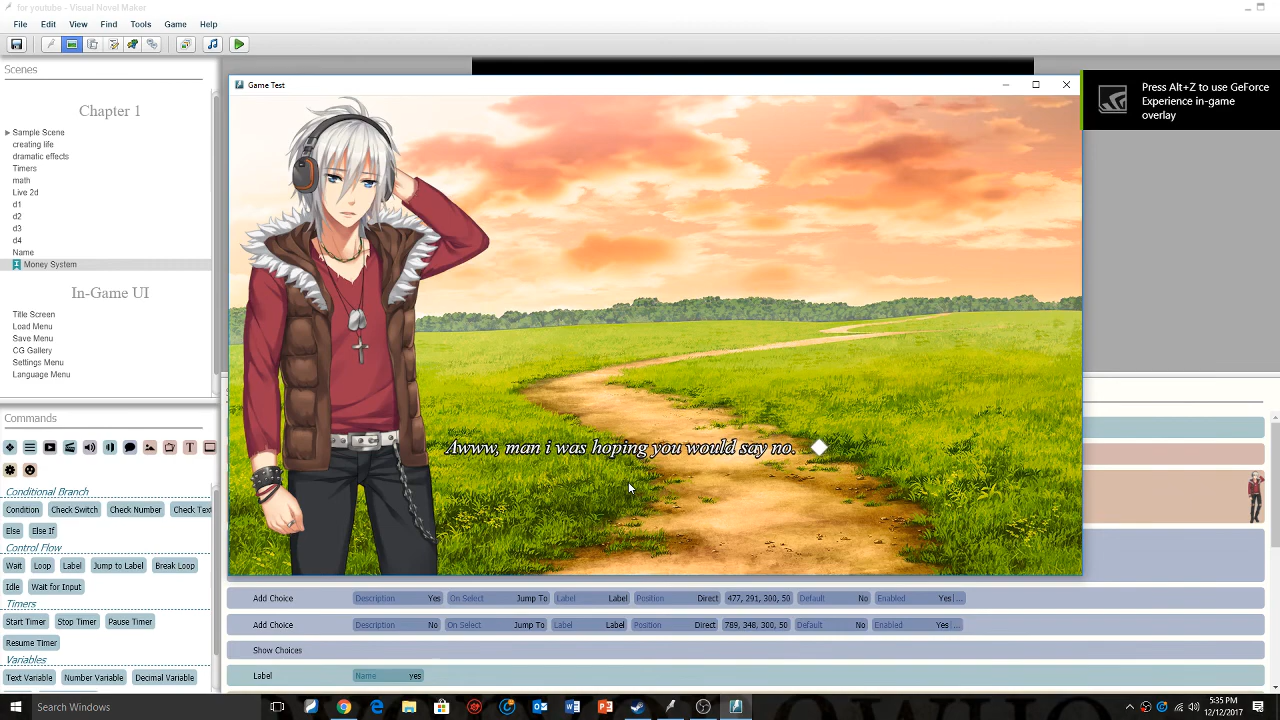 for youtube - Visual Novel Maker
File Edit View Find Tools Game Help
Scenes
Chapter 1
Sample Scene
creating life
dramatic effects
Timers
math
Live 2d
d1
d2
d3
d4
Name
Money System
In-Game UI
Title Screen
Load Menu
Save Menu
CG Gallery
Settings Menu
Language Menu
Commands
Conditional Branch
Condition Check Switch Check Number Check Text
Else Else If
Control Flow
Wait Loop Label Jump to Label Break Loop
Idle Wait for Input
Timers
Start Timer Stop Timer Pause Timer
Resume Timer
Variables
Text Variable Number Variable Decimal Variable
Game Test
Awww, man i was hoping you would say no.
Press Alt+Z to use GeForce
Experience in-game
overlay
Add Choice Description Yes On Select Jump To Label Label Position Direct 477, 291, 300, 50 Default No Enabled Yes|...
Add Choice Description No On Select Jump To Label Label Position Direct 789, 348, 300, 50 Default No Enabled Yes|...
Show Choices
Label Name yes
Search Windows
5:35 PM
12/12/2017